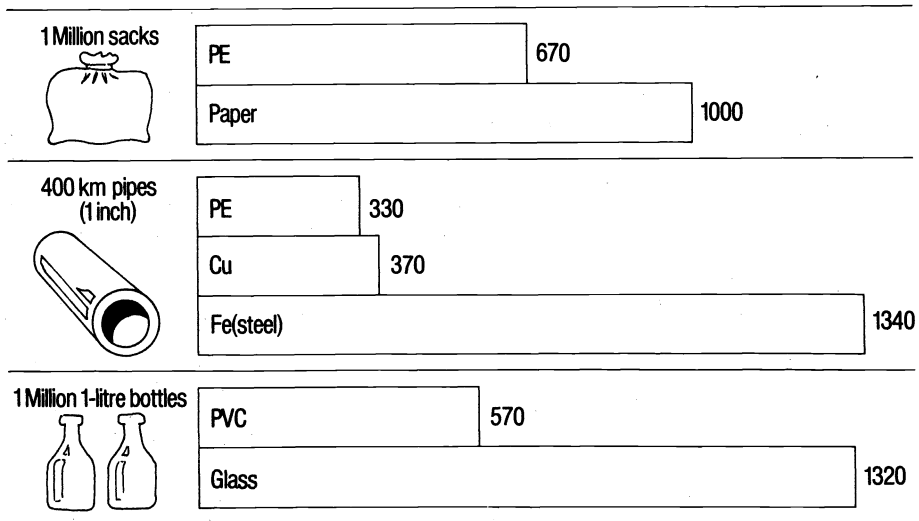 1 Million sacks
PE
670
Paper
1000
400 km pipes
(1 inch)
PE
330
Cu
370
Fe(steel)
1340
1 Million 1-litre bottles
PVC
570
Glass
1320